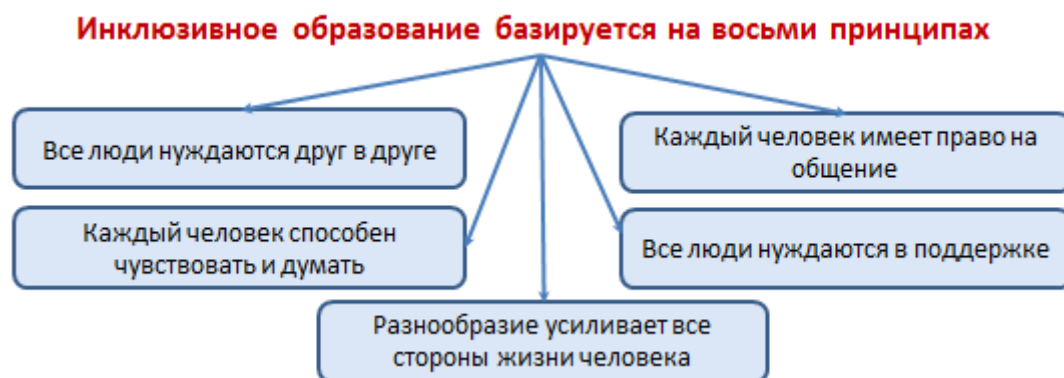 Инклюзивное образование базируется на восьми принципах
Все люди нуждаются друг в друге
Каждый человек имеет право на
общение
Каждый человек способен
чувствовать и думать
Все люди нуждаются в поддержке
Разнообразие усиливает все
стороны жизни человека